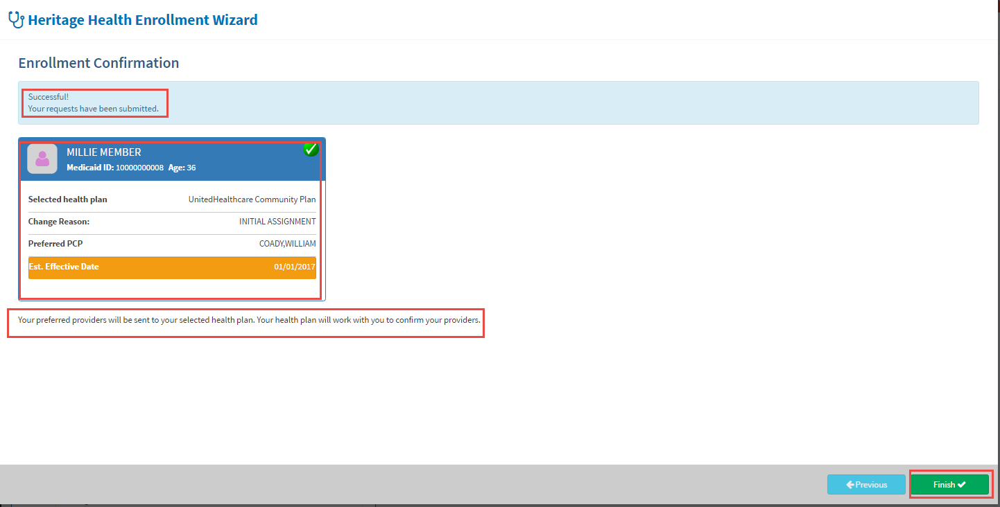 Heritage Health Enrollment Wizard
Enrollment Confirmation
Successful!
Your requests have been submitted.
MILLIE MEMBER
Medicaid ID: 10000000008 Age: 36
Selected health plan UnitedHealthcare Community Plan
Change Reason: INITIAL ASSIGNMENT
Preferred PCP COADY,WILLIAM
Est. Effective Date 01/01/2017
Your preferred providers will be sent to your selected health plan. Your health plan will work with you to confirm your providers.
Previous Finish